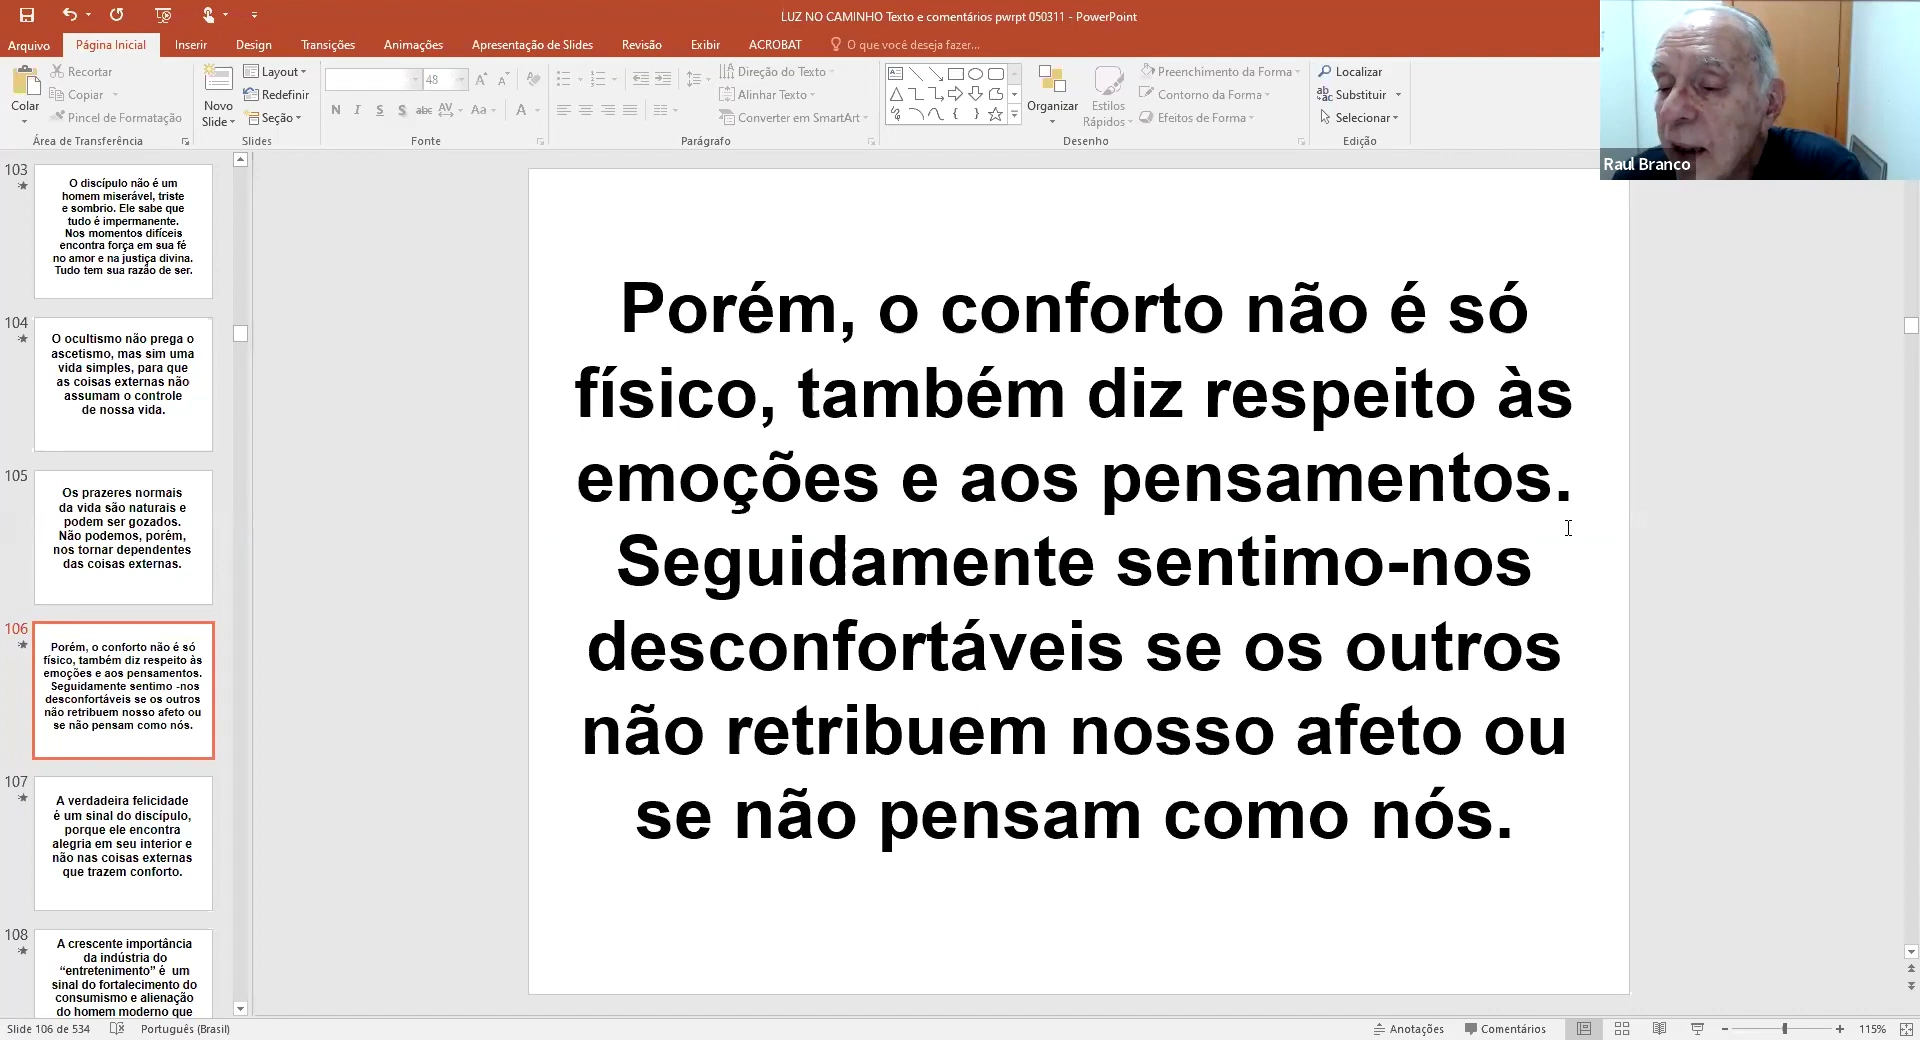 LUZ NO CAMINHO Texto e comentários pwrpt 050311 - PowerPoint
Arquivo
Página Inicial
Inserir
Design
Transições
Animações
Apresentação de Slides
Revisão
Exibir
ACROBAT
O que você deseja fazer...
Colar
Recortar
Copiar
Pincel de Formatação
Área de Transferência
Novo
Slide
Layout
Redefinir
Seção
Slides
48
N I S S abc AV Aa A
Fonte
Direção do Texto
Alinhar Texto
Converter em SmartArt
Parágrafo
Organizar
Estilos
Rápidos
Preenchimento da Forma
Contorno da Forma
Efeitos de Forma
Desenho
Localizar
Substituir
Selecionar
Edição
Raul Branco
103
O discípulo não é um
homem miserável, triste
e sombrio. Ele sabe que
tudo é impermanente.
Nos momentos difíceis
encontra força em sua fé
no amor e na justiça divina.
Tudo tem sua razão de ser.
104
O ocultismo não prega o
ascetismo, mas sim uma
vida simples, para que
as coisas externas não
assumam o controle
de nossa vida.
105
Os prazeres normais
da vida são naturais e
podem ser gozados.
Não podemos, porém,
nos tornar dependentes
das coisas externas.
106
Porém, o conforto não é só
físico, também diz respeito às
emoções e aos pensamentos.
Seguidamente sentimo -nos
desconfortáveis se os outros
não retribuem nosso afeto ou
se não pensam como nós.
107
A verdadeira felicidade
é um sinal do discípulo,
porque ele encontra
alegria em seu interior e
não nas coisas externas
que trazem conforto.
108
A crescente importância
da indústria do
“entretenimento” é um
sinal do fortalecimento do
consumismo e alienação
do homem moderno que
Porém, o conforto não é só
físico, também diz respeito às
emoções e aos pensamentos.
Seguidamente sentimo-nos
desconfortáveis se os outros
não retribuem nosso afeto ou
se não pensam como nós.
Slide 106 de 534
Português (Brasil)
Anotações
Comentários
115%